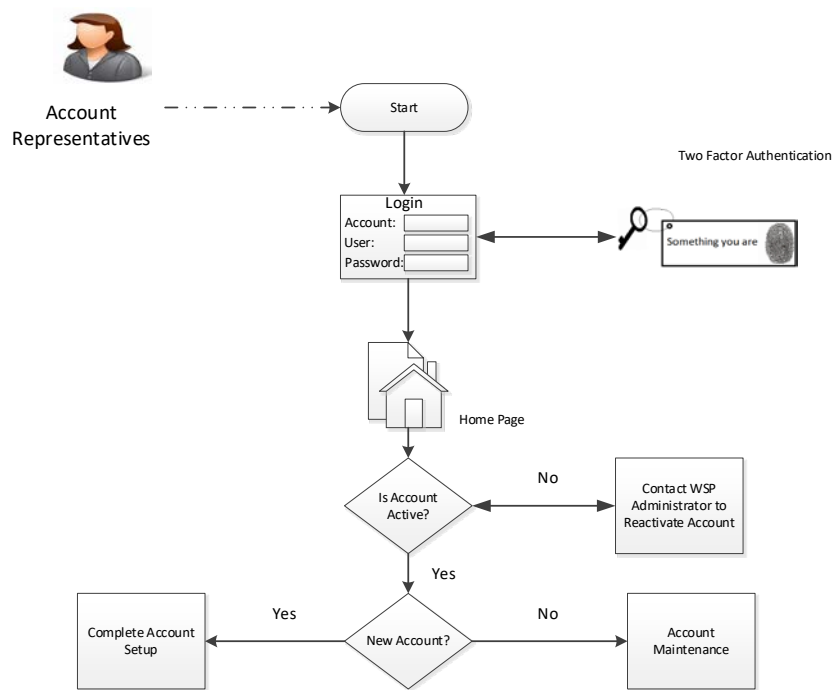 Account
Representatives
Start
Two Factor Authentication
Login
Account:
User:
Password:
Something you are
Home Page
Is Account
Active?
No
Contact WSP
Administrator to
Reactivate Account
Yes
Yes
No
Complete Account
Setup
New Account?
Account
Maintenance